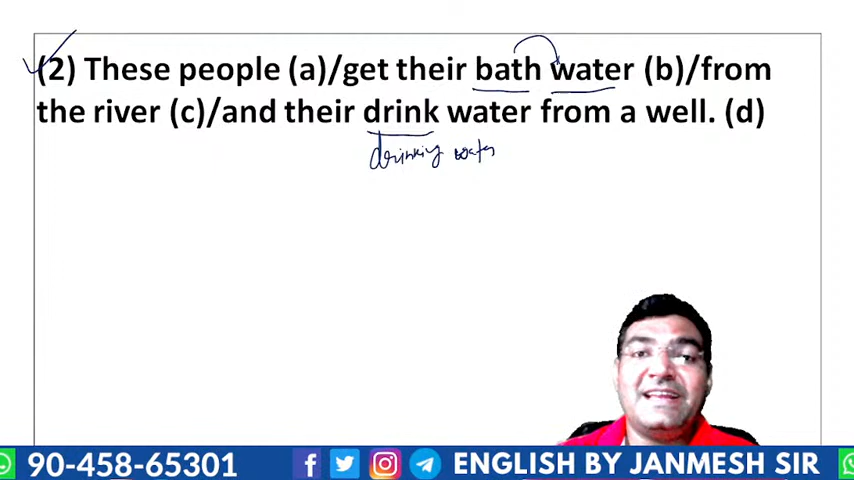 (2) These people (a)/get their bath water (b)/from
the river (c)/and their drink water from a well. (d)
drinking water
90-458-65301 ENGLISH BY JANMESH SIR